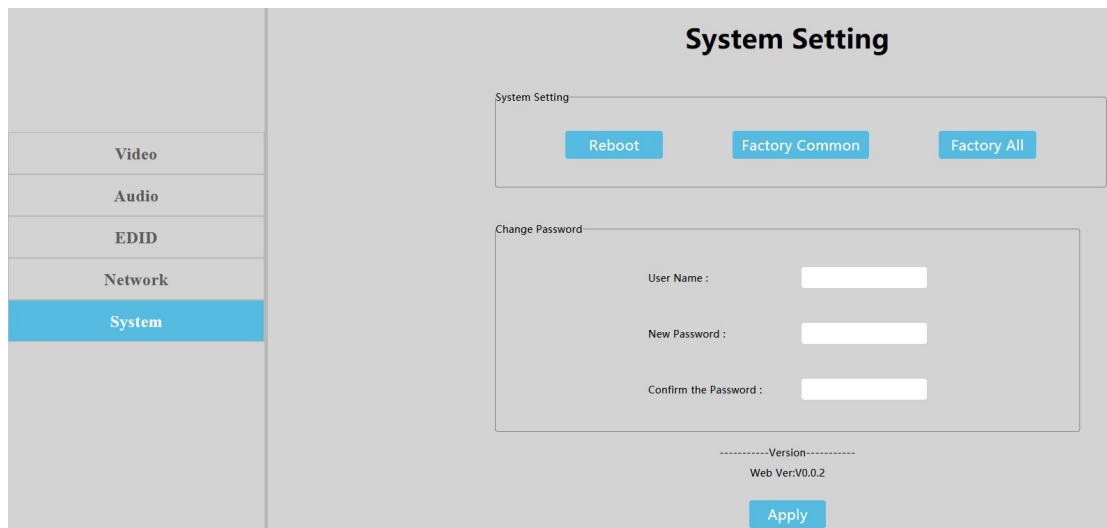 Video
Audio
EDID
Network
System
System Setting
System Setting
Reboot Factory Common Factory All
Change Password
User Name :
New Password :
Confirm the Password :
-----------Version-----------
Web Ver:V0.0.2
Apply